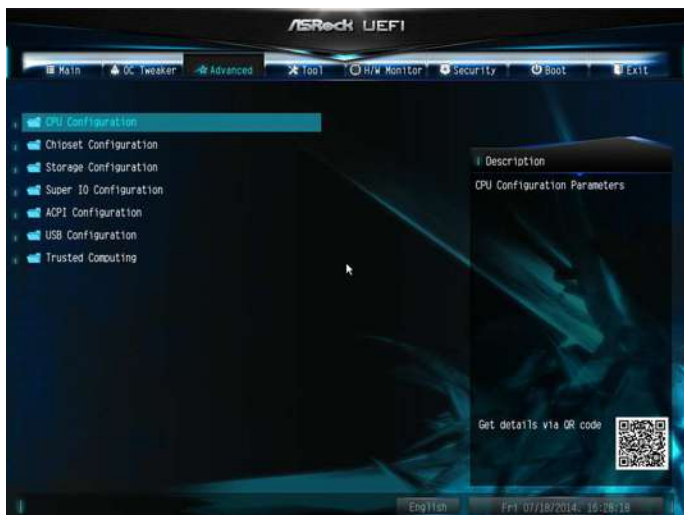 ASRock UEFI
Main OC Tweaker Advanced Tool H/W Monitor Security Boot Exit
CPU Configuration
Chipset Configuration
Storage Configuration
Super IO Configuration
ACPI Configuration
USB Configuration
Trusted Computing
Description
CPU Configuration Parameters
Get details via QR code
English Fri 07/18/2014. 16:28:18